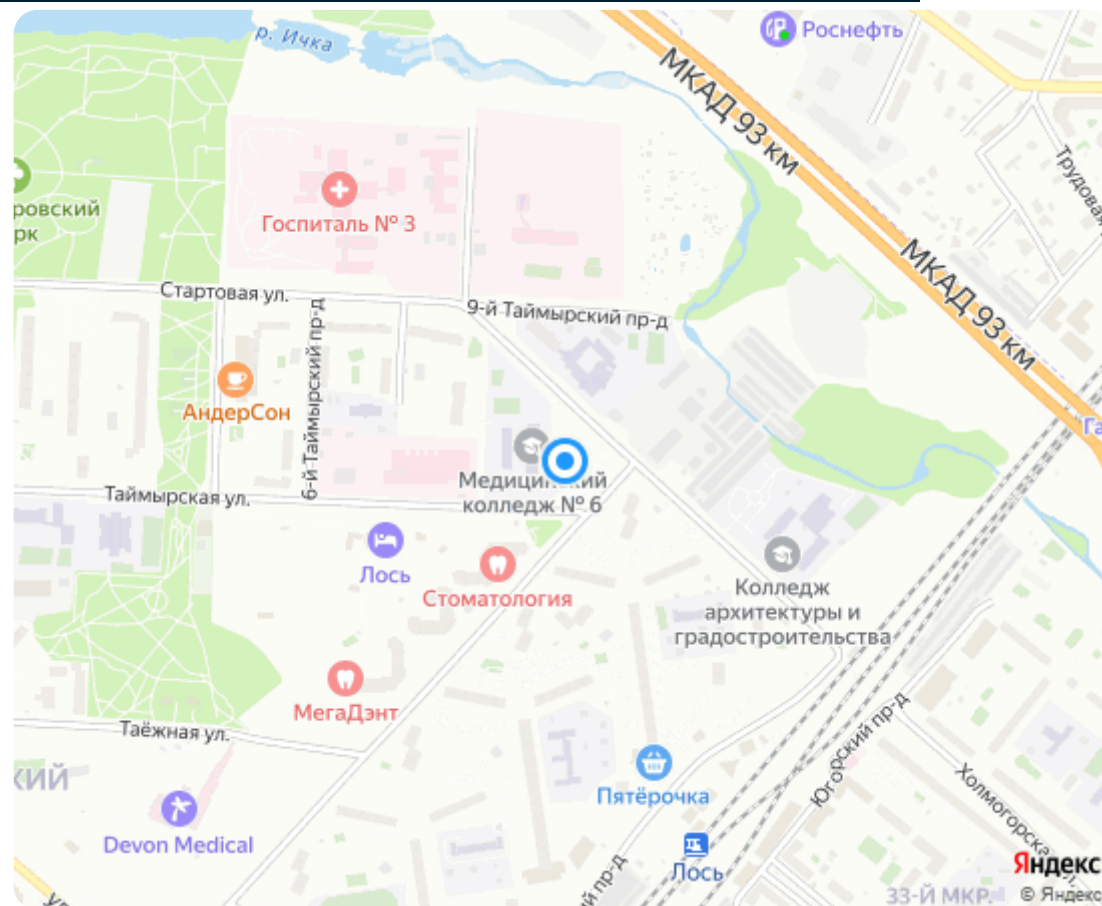 р. Ичка
Роснефть
МКАД 93 км
Трудовая
ровский
рк
Госпиталь № 3
МКАД 93 км
Стартовая ул.
9-й Таймырский пр-д
6-й Таймырский пр-д
АндерСон
Га
Медицинский
колледж № 6
Таймырская ул.
Лось
Стоматология
Колледж
архитектуры и
градостроительства
МегаДэнт
Таёжная ул.
Югорский пр-д
кий
Пятёрочка
Холмогорская ул.
Devon Medical
Лось
й пр-д
Яндекс
33-Й МКР.
© Яндекс
ул